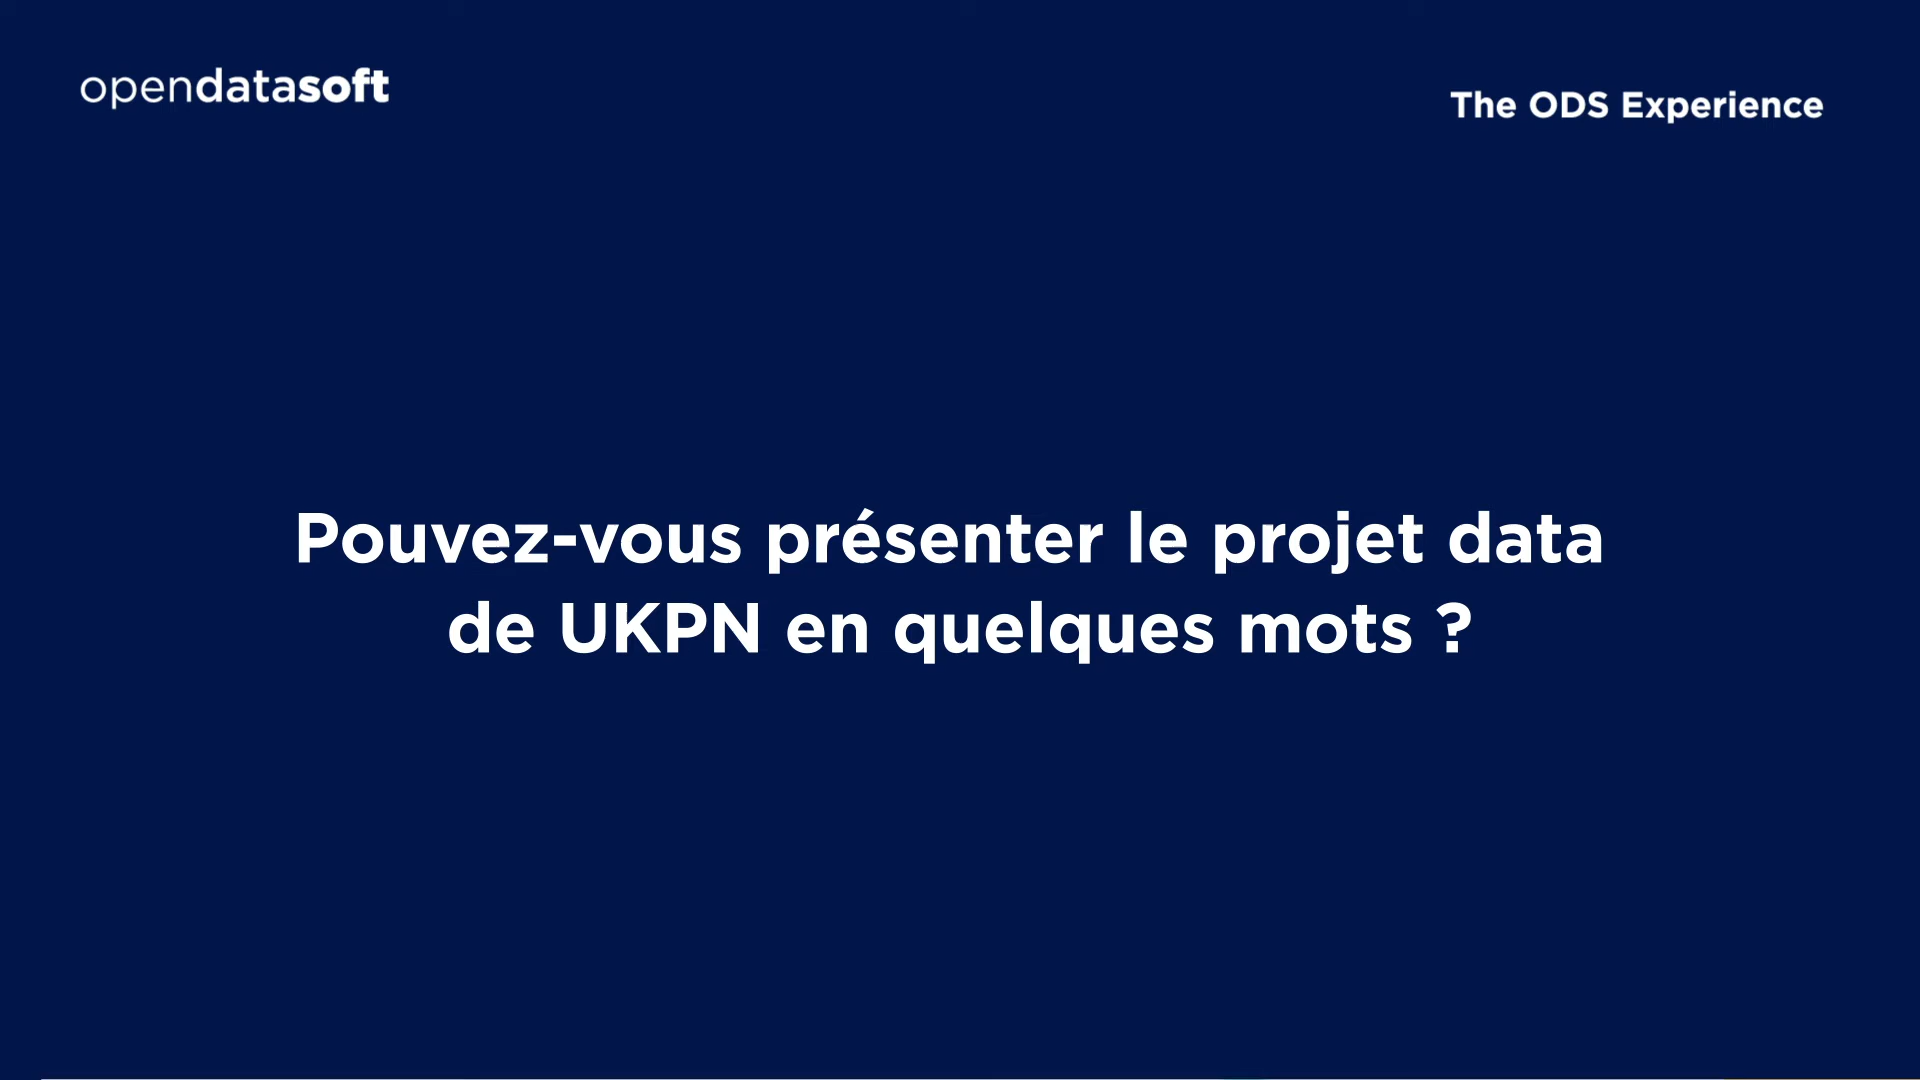 opendatasoft
The ODS Experience
Pouvez-vous présenter le projet data
de UKPN en quelques mots ?